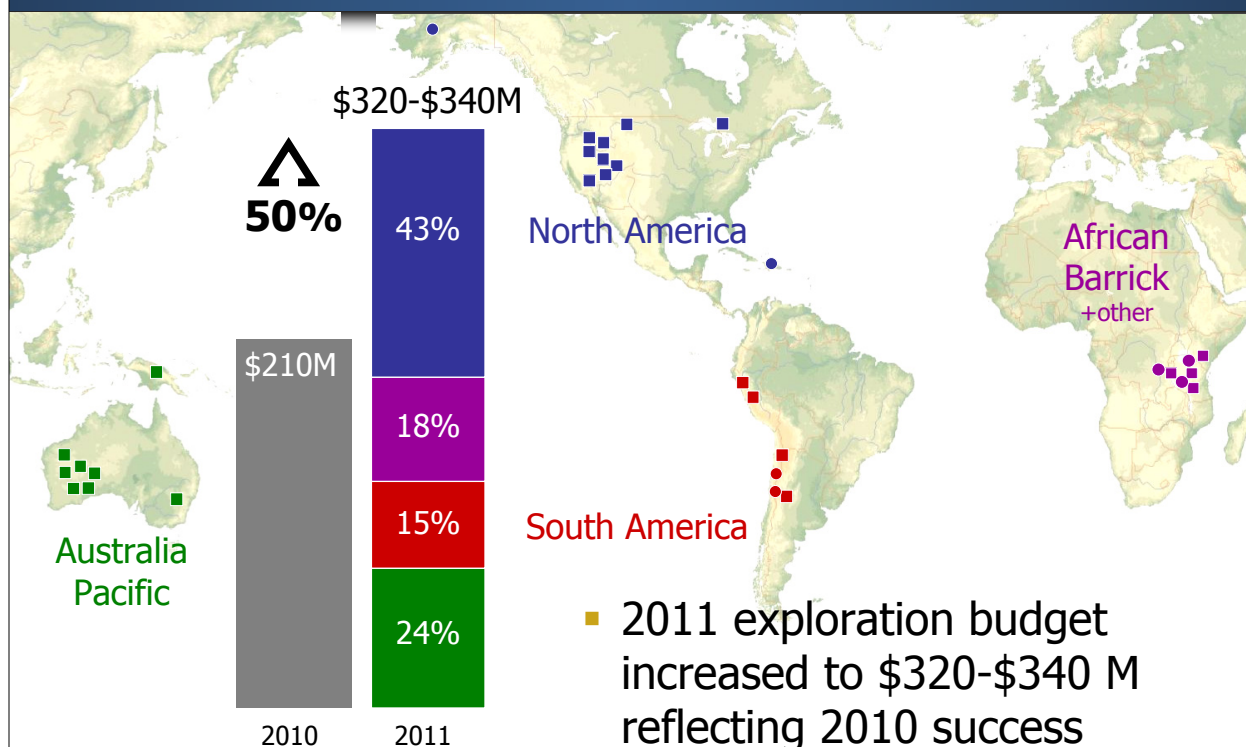 $320-$340M
50%
43%
North America
African
Barrick
+other
$210M
18%
15%
South America
Australia
Pacific
24%
2011 exploration budget
increased to $320-$340 M
reflecting 2010 success
2010
2011